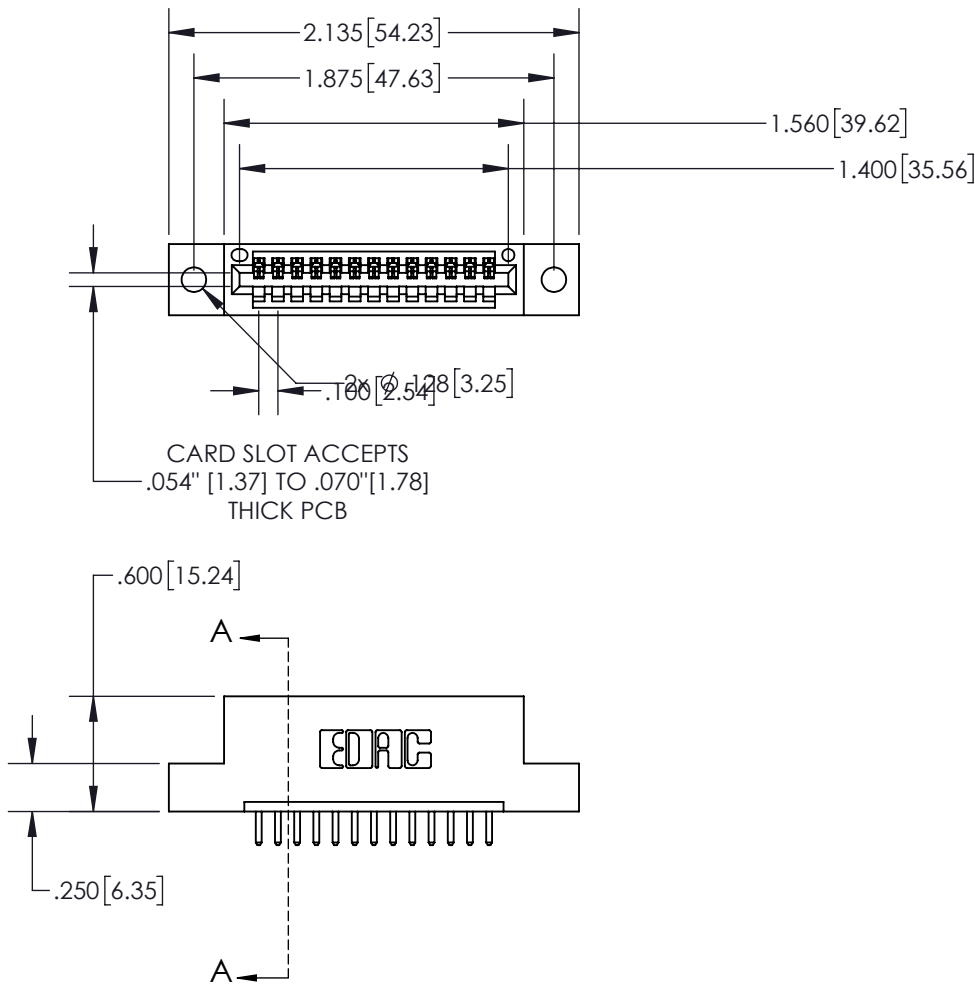 2.135[54.23]
1.875[47.63]
1.560[39.62]
1.400[35.56]
2x Ø .128[3.25]
.100[2.54]
CARD SLOT ACCEPTS
.054" [1.37] TO .070"[1.78]
THICK PCB
.600[15.24]
A
EDAC
.250[6.35]
A